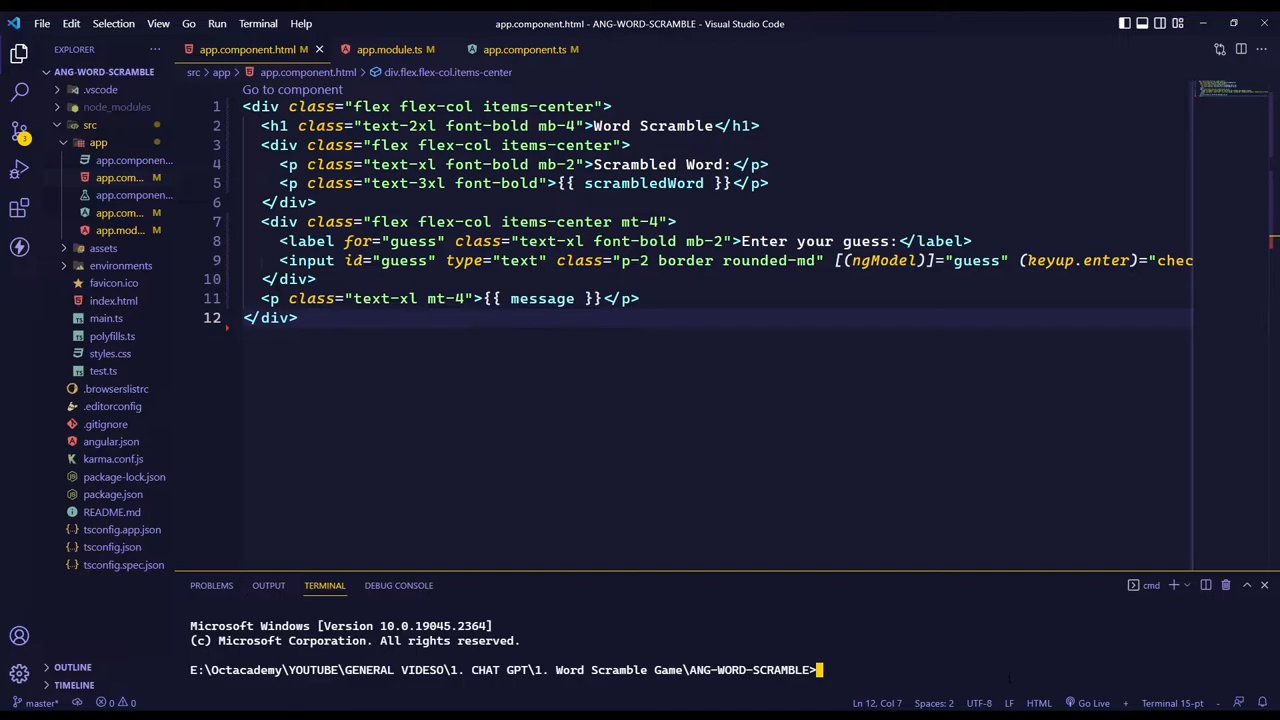 File Edit Selection View Go Run Terminal Help
app.component.html - ANG-WORD-SCRAMBLE - Visual Studio Code
EXPLORER
app.component.html M
app.module.ts M
app.component.ts M
ANG-WORD-SCRAMBLE
src > app > app.component.html > div.flex.flex-col.items-center
.vscode
node_modules
src
app
app.componen...
app.com... M
app.componen...
app.com... M
app.mod... M
assets
environments
favicon.ico
index.html
main.ts
polyfills.ts
styles.css
test.ts
.browserslistrc
.editorconfig
.gitignore
angular.json
karma.conf.js
package-lock.json
package.json
README.md
tsconfig.app.json
tsconfig.json
tsconfig.spec.json
OUTLINE
TIMELINE
3
Go to component
1 <div class="flex flex-col items-center">
2 <h1 class="text-2xl font-bold mb-4">Word Scramble</h1>
3 <div class="flex flex-col items-center">
4 <p class="text-xl font-bold mb-2">Scrambled Word:</p>
5 <p class="text-3xl font-bold">{{ scrambledWord }}</p>
6 </div>
7 <div class="flex flex-col items-center mt-4">
8 <label for="guess" class="text-xl font-bold mb-2">Enter your guess:</label>
9 <input id="guess" type="text" class="p-2 border rounded-md" [(ngModel)]="guess" (keyup.enter)="chec
10 </div>
11 <p class="text-xl mt-4">{{ message }}</p>
12 </div>
PROBLEMS OUTPUT TERMINAL DEBUG CONSOLE
cmd
Microsoft Windows [Version 10.0.19045.2364]
(c) Microsoft Corporation. All rights reserved.
E:\Octacademy\YOUTUBE\GENERAL VIDESO\1. CHAT GPT\1. Word Scramble Game\ANG-WORD-SCRAMBLE>
master* 0 0
Ln 12, Col 7 Spaces: 2 UTF-8 LF HTML Go Live + Terminal 15-pt -